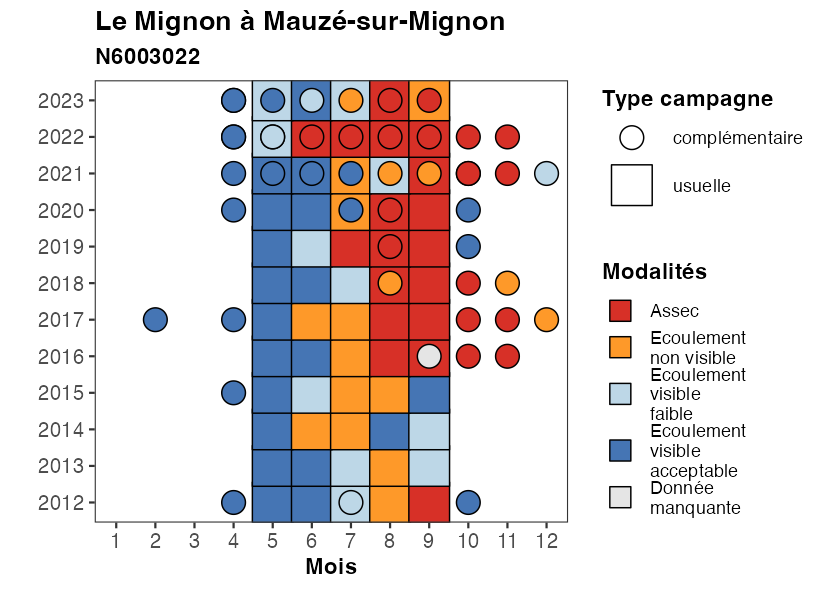 Le Mignon à Mauzé-sur-Mignon
N6003022
2023
2022
2021
2020
2019
2018
2017
2016
2015
2014
2013
2012
1 2 3 4 5 6 7 8 9 10 11 12
Mois
Type campagne
complémentaire
usuelle
Modalités
Assec
Ecoulement
non visible
Ecoulement
visible
faible
Ecoulement
visible
acceptable
Donnée
manquante